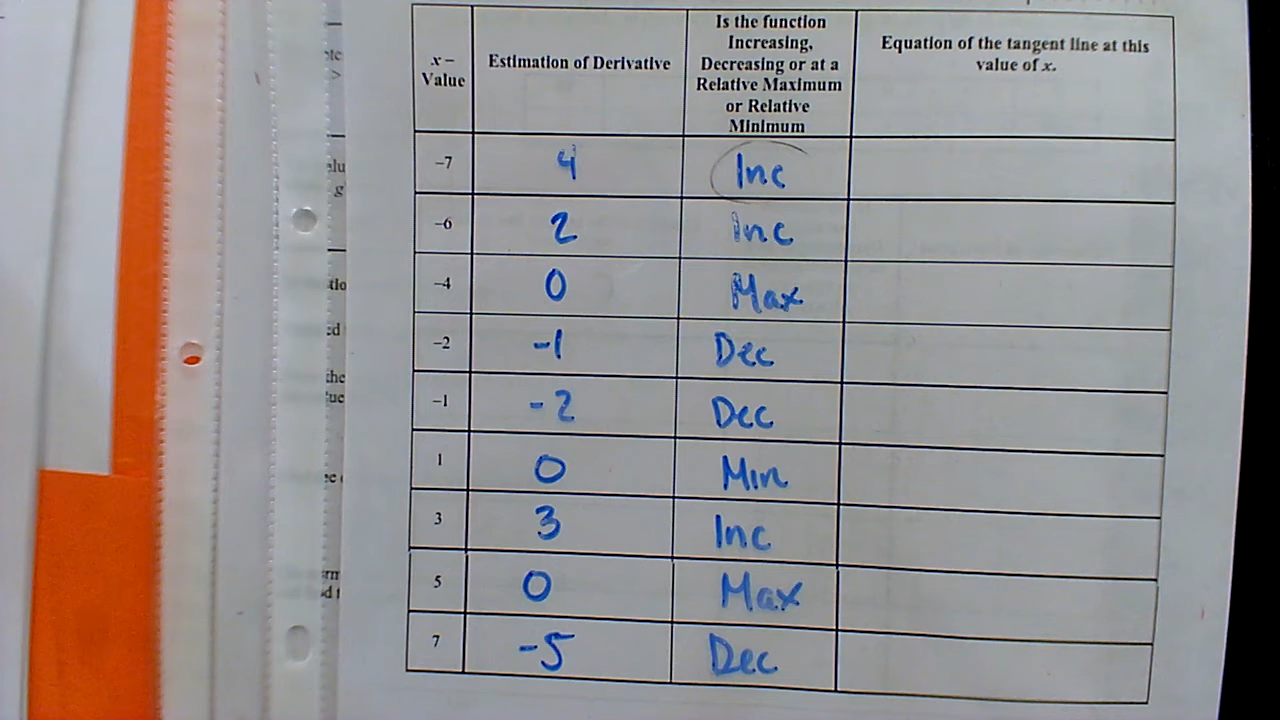 x –
Value
Estimation of Derivative
Is the function
Increasing,
Decreasing or at a
Relative Maximum
or Relative
Minimum
Equation of the tangent line at this
value of x.
–7 4 Inc
–6 2 Inc
–4 0 Max
–2 -1 Dec
–1 -2 Dec
1 0 Min
3 3 Inc
5 0 Max
7 -5 Dec